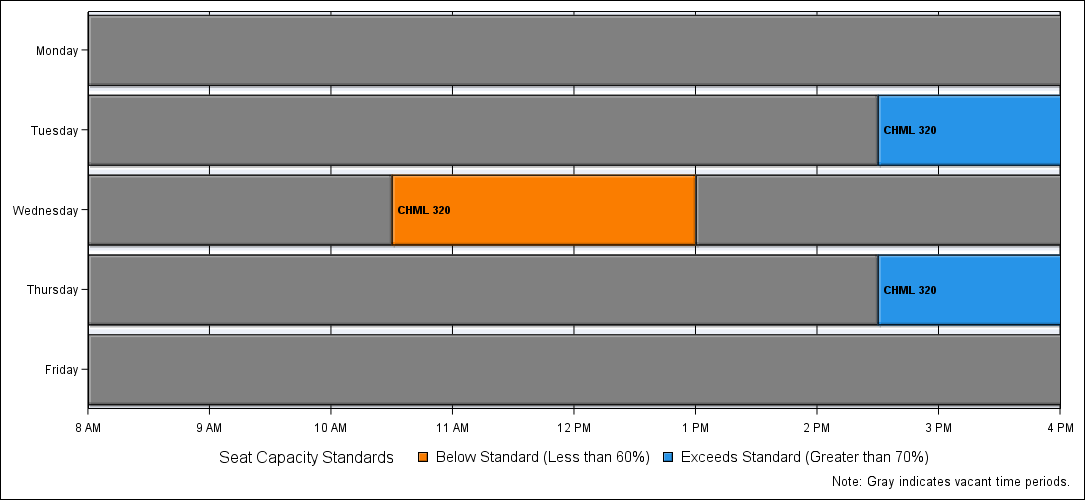 Monday
Tuesday
CHML 320
Wednesday
CHML 320
Thursday
CHML 320
Friday
8 AM 9 AM 10 AM 11 AM 12 PM 1 PM 2 PM 3 PM 4 PM
Seat Capacity Standards Below Standard (Less than 60%) Exceeds Standard (Greater than 70%)
Note: Gray indicates vacant time periods.